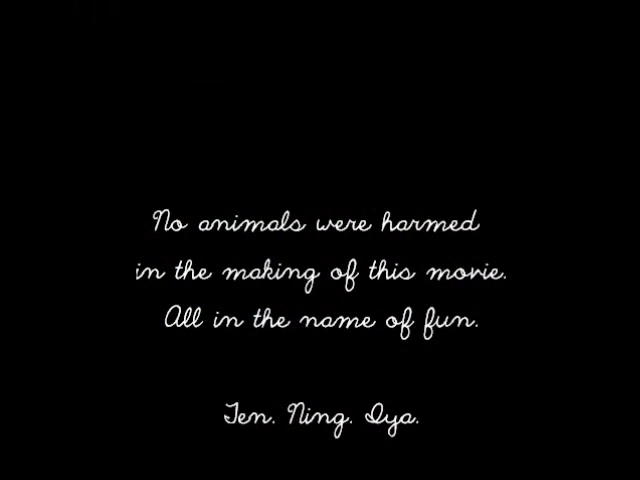 No animals were harmed
in the making of this movie.
All in the name of fun.
Ten. Ning. Iya.